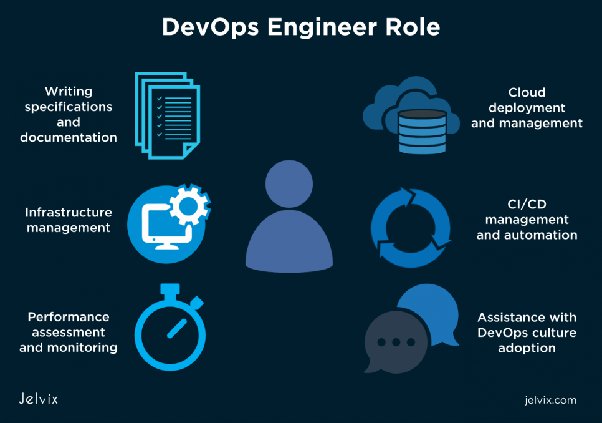 DevOps Engineer Role
Writing
specifications
and
documentation
Cloud
deployment
and management
Infrastructure
management
CI/CD
management
and automation
Performance
assessment
and monitoring
Assistance with
DevOps culture
adoption
Jelvix
jelvix.com